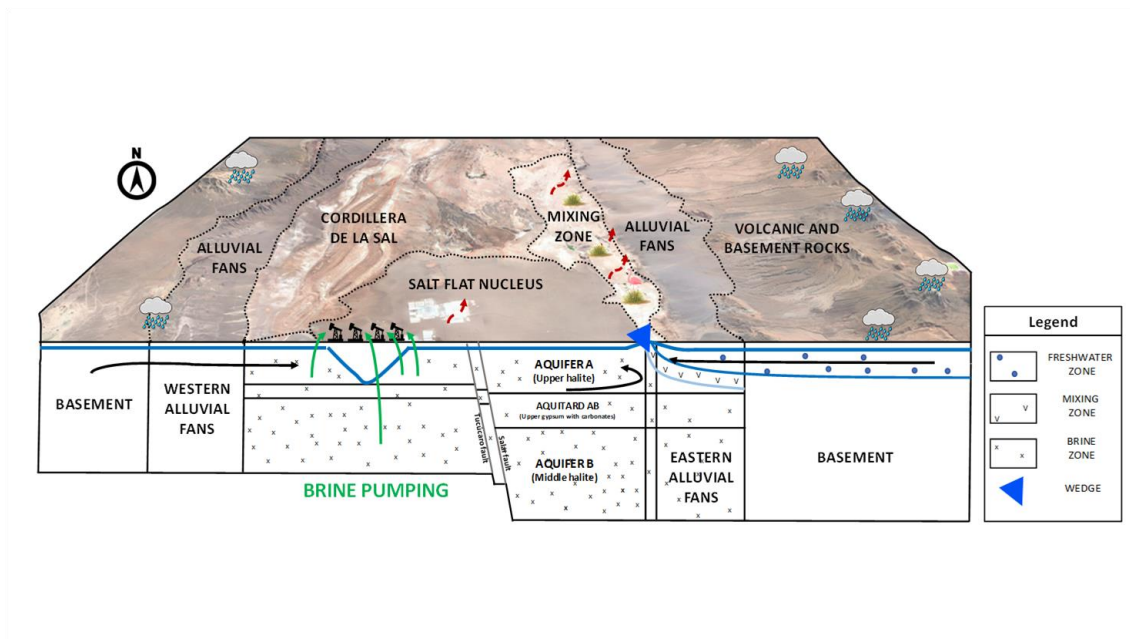 N
CORDILLERA
DE LA SAL
MIXING
ZONE
ALLUVIAL
FANS
ALLUVIAL
FANS
VOLCANIC AND
BASEMENT ROCKS
SALT FLAT NUCLEUS
BASEMENT
WESTERN
ALLUVIAL
FANS
AQUIFER A
(Upper halite)
AQUITARD AB
(Upper gypsum with carbonates)
AQUIFER B
(Middle halite)
Tucúcaro fault
Salar fault
EASTERN
ALLUVIAL
FANS
BASEMENT
BRINE PUMPING
Legend
FRESHWATER
ZONE
MIXING
ZONE
BRINE
ZONE
WEDGE